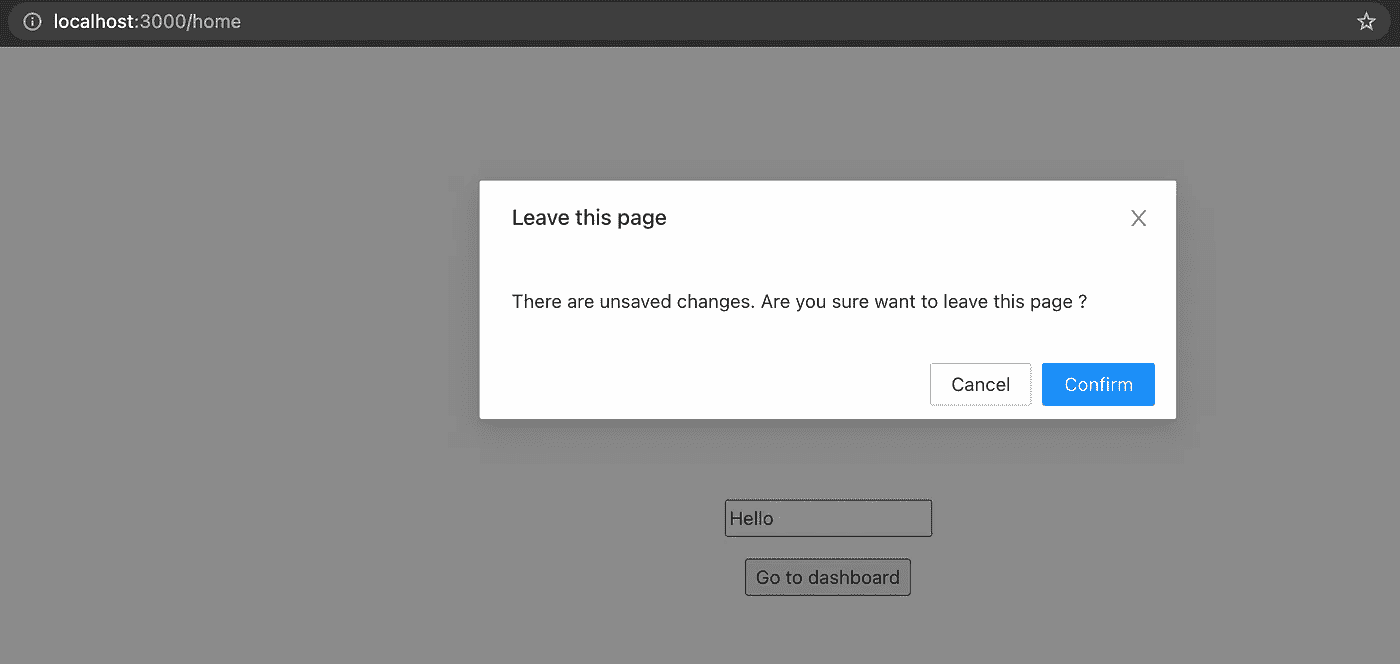 localhost:3000/home
Leave this page
There are unsaved changes. Are you sure want to leave this page ?
Cancel Confirm
Hello
Go to dashboard